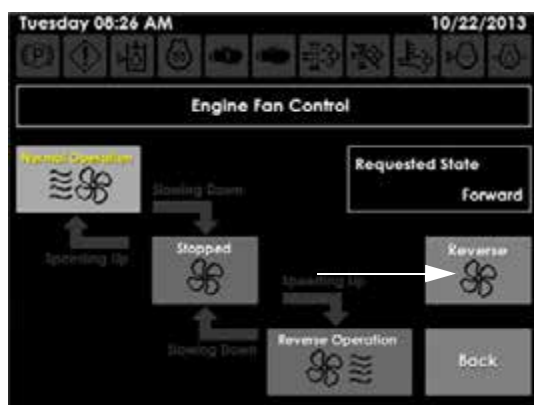 Tuesday 08:26 AM 10/22/2013
Engine Fan Control
Normal Operation
Requested State
Forward
Slowing Down
Speeding Up
Stopped
Reverse
Speeding Up
Slowing Down
Reverse Operation
Back